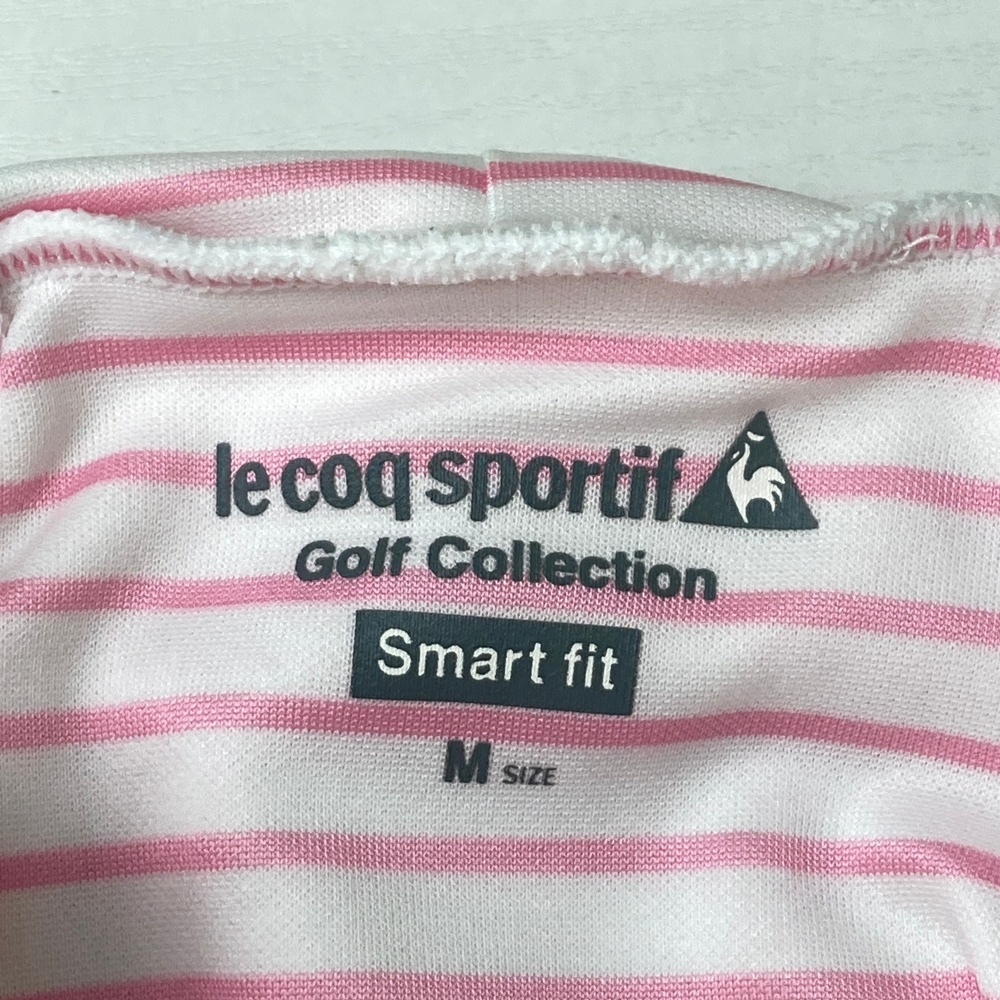 le coq sportif
Golf Collection
Smart fit
M SIZE